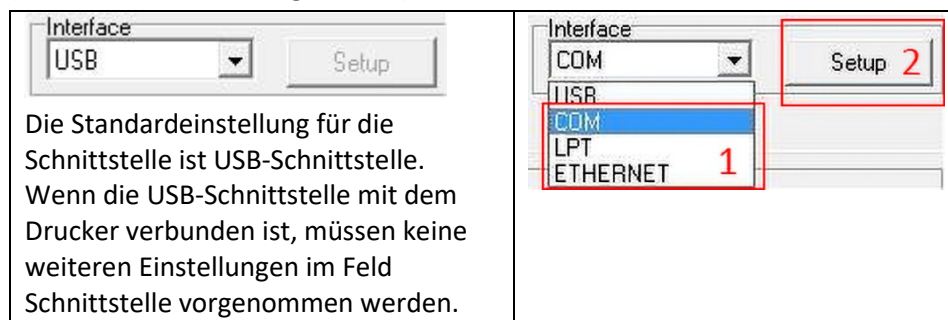 Interface
USB
Setup
Die Standardeinstellung für die
Schnittstelle ist USB-Schnittstelle.
Wenn die USB-Schnittstelle mit dem
Drucker verbunden ist, müssen keine
weiteren Einstellungen im Feld
Schnittstelle vorgenommen werden.
Interface
COM
Setup 2
USB
COM
LPT
ETHERNET 1